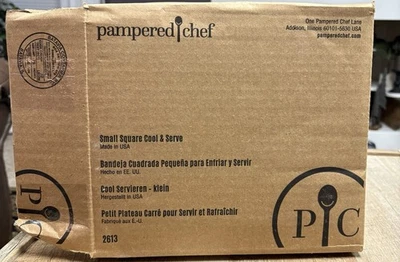 pampered chef
One Pampered Chef Lane
Addison, Illinois 60101-5630 USA
pamperedchef.com
Small Square Cool & Serve
Made in USA
Bandeja Cuadrada Pequeña para Enfriar y Servir
Hecho en EE. UU.
Cool Servieren - klein
Hergestellt in USA
Petit Plateau Carré pour Servir et Rafraîchir
Fabriqué aux É.-U.
2613
PC
PC